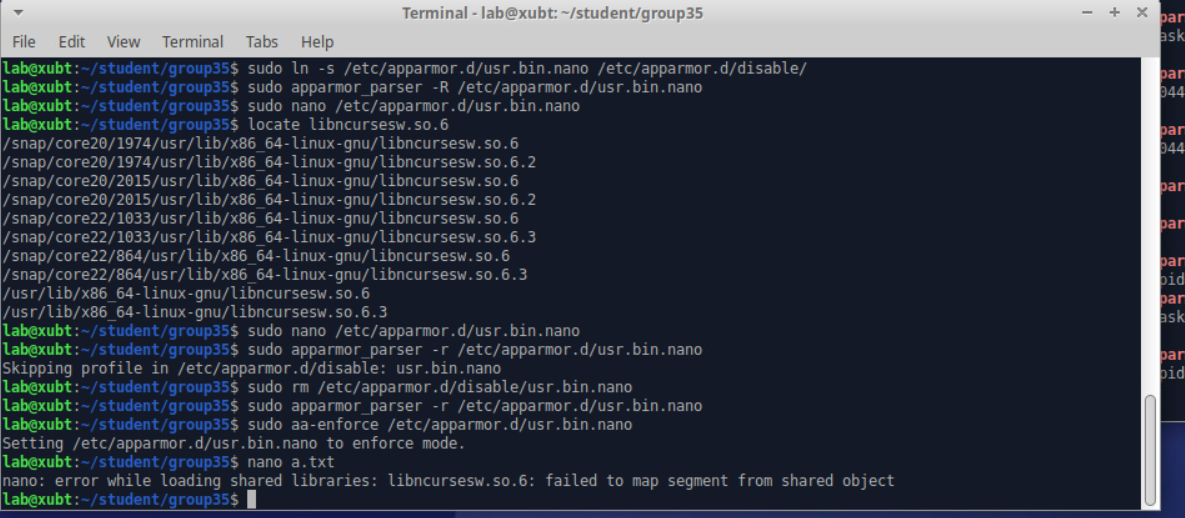 Terminal - lab@xubt: ~/student/group35
File Edit View Terminal Tabs Help
lab@xubt:~/student/group35$ sudo ln -s /etc/apparmor.d/usr.bin.nano /etc/apparmor.d/disable/
lab@xubt:~/student/group35$ sudo apparmor_parser -R /etc/apparmor.d/usr.bin.nano
lab@xubt:~/student/group35$ sudo nano /etc/apparmor.d/usr.bin.nano
lab@xubt:~/student/group35$ locate libncursesw.so.6
/snap/core20/1974/usr/lib/x86_64-linux-gnu/libncursesw.so.6
/snap/core20/1974/usr/lib/x86_64-linux-gnu/libncursesw.so.6.2
/snap/core20/2015/usr/lib/x86_64-linux-gnu/libncursesw.so.6
/snap/core20/2015/usr/lib/x86_64-linux-gnu/libncursesw.so.6.2
/snap/core22/1033/usr/lib/x86_64-linux-gnu/libncursesw.so.6
/snap/core22/1033/usr/lib/x86_64-linux-gnu/libncursesw.so.6.3
/snap/core22/864/usr/lib/x86_64-linux-gnu/libncursesw.so.6
/snap/core22/864/usr/lib/x86_64-linux-gnu/libncursesw.so.6.3
/usr/lib/x86_64-linux-gnu/libncursesw.so.6
/usr/lib/x86_64-linux-gnu/libncursesw.so.6.3
lab@xubt:~/student/group35$ sudo nano /etc/apparmor.d/usr.bin.nano
lab@xubt:~/student/group35$ sudo apparmor_parser -r /etc/apparmor.d/usr.bin.nano
Skipping profile in /etc/apparmor.d/disable: usr.bin.nano
lab@xubt:~/student/group35$ sudo rm /etc/apparmor.d/disable/usr.bin.nano
lab@xubt:~/student/group35$ sudo apparmor_parser -r /etc/apparmor.d/usr.bin.nano
lab@xubt:~/student/group35$ sudo aa-enforce /etc/apparmor.d/usr.bin.nano
Setting /etc/apparmor.d/usr.bin.nano to enforce mode.
lab@xubt:~/student/group35$ nano a.txt
nano: error while loading shared libraries: libncursesw.so.6: failed to map segment from shared object
lab@xubt:~/student/group35$
par
ask
par
044
par
044
par
par
par
pid
par
ask
par
pid